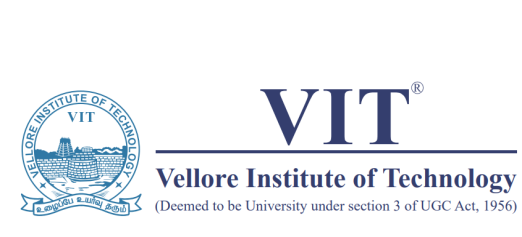 VELLORE INSTITUTE OF TECHNOLOGY
VIT
உழைப்பே உயர்வு தரும்
VIT®
Vellore Institute of Technology
(Deemed to be University under section 3 of UGC Act, 1956)